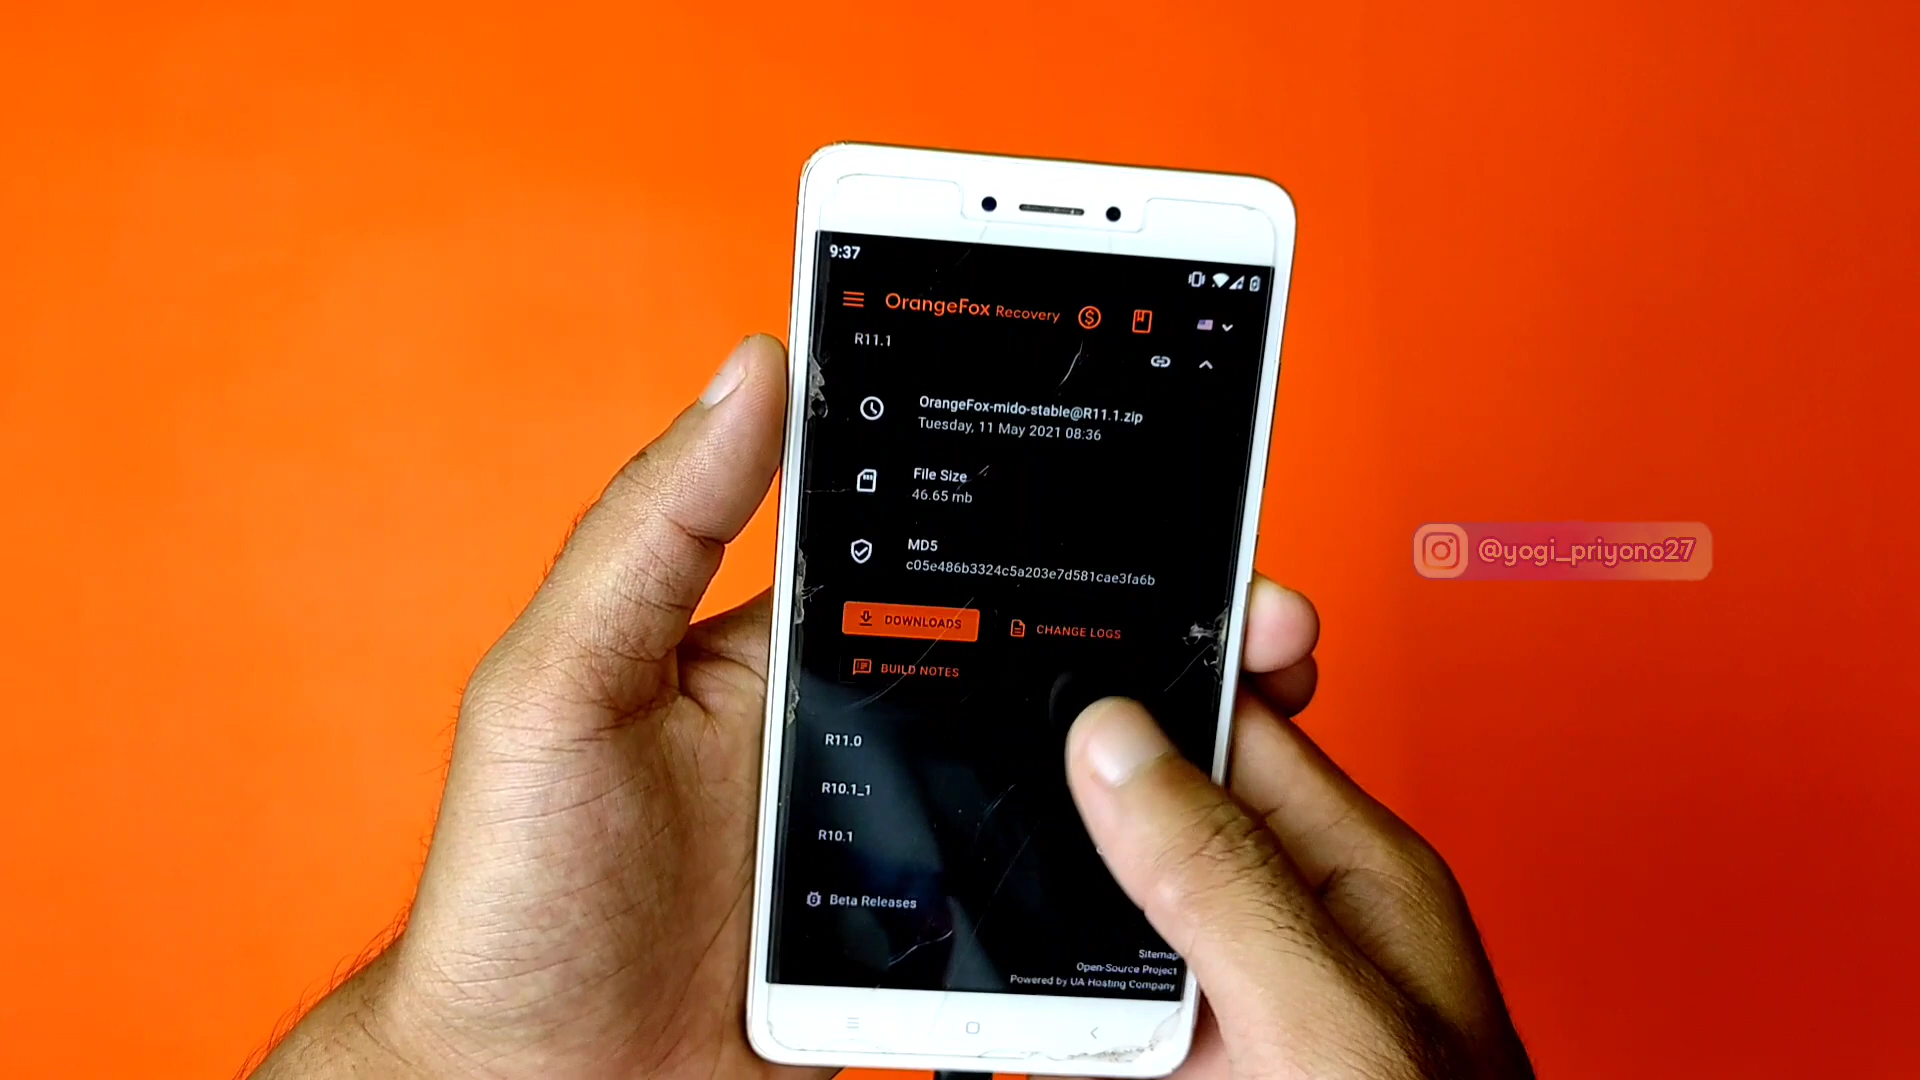 9:37
OrangeFox Recovery
R11.1
OrangeFox-mido-stable@R11.1.zip
Tuesday, 11 May 2021 08:36
File Size
46.65 mb
MD5
c05e486b3324c5a203e7d581cae3fa6b
DOWNLOADS
CHANGE LOGS
BUILD NOTES
R11.0
R10.1_1
R10.1
Beta Releases
Sitemap
Open-Source Project
Powered by UA Hosting Company
@yogi_priyono27